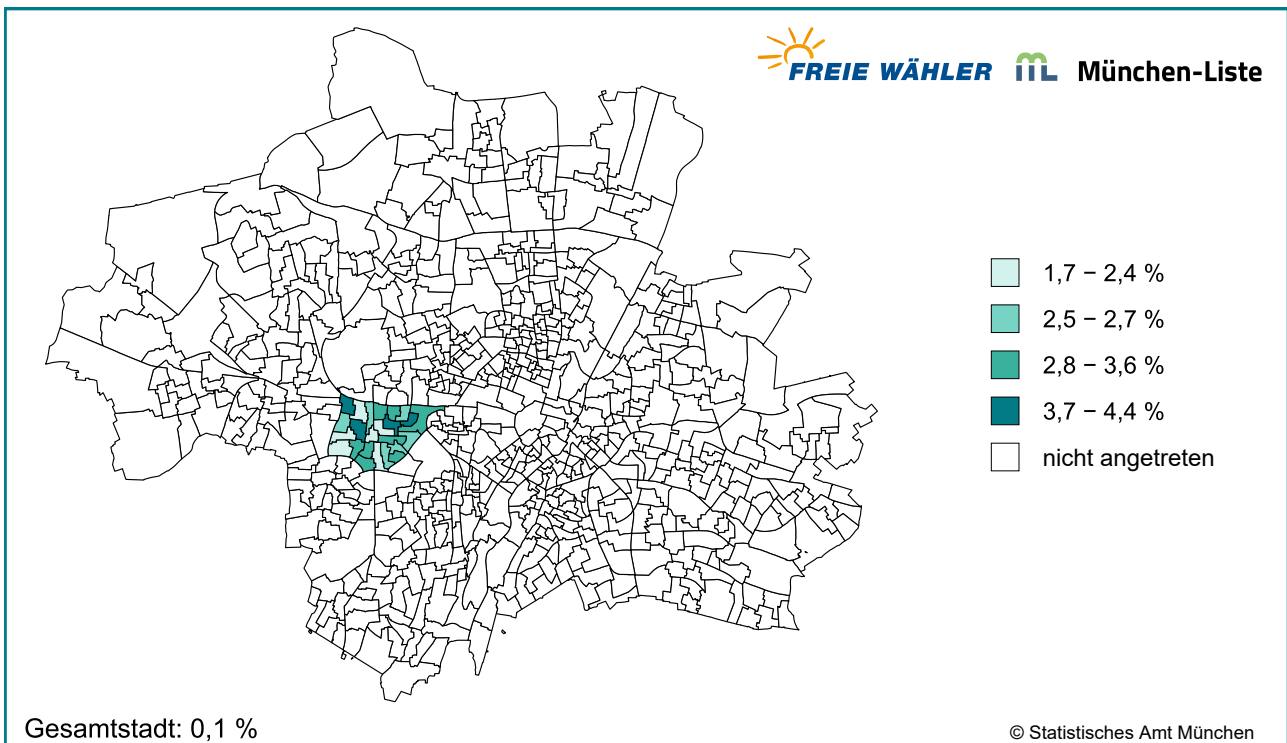 FREIE WÄHLER mL München-Liste
1,7 – 2,4 %
2,5 – 2,7 %
2,8 – 3,6 %
3,7 – 4,4 %
nicht angetreten
Gesamtstadt: 0,1 %
© Statistisches Amt München